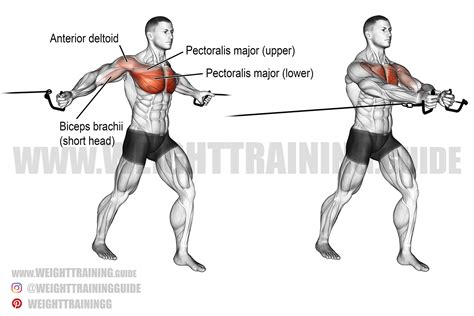 Anterior deltoid
Pectoralis major (upper)
Pectoralis major (lower)
Biceps brachii
(short head)
WWW.WEIGHTTRAINING.GUIDE
www.WEIGHTTRAINING.GUIDE
@WEIGHTTRAININGGUIDE
WEIGHTTRAININGG